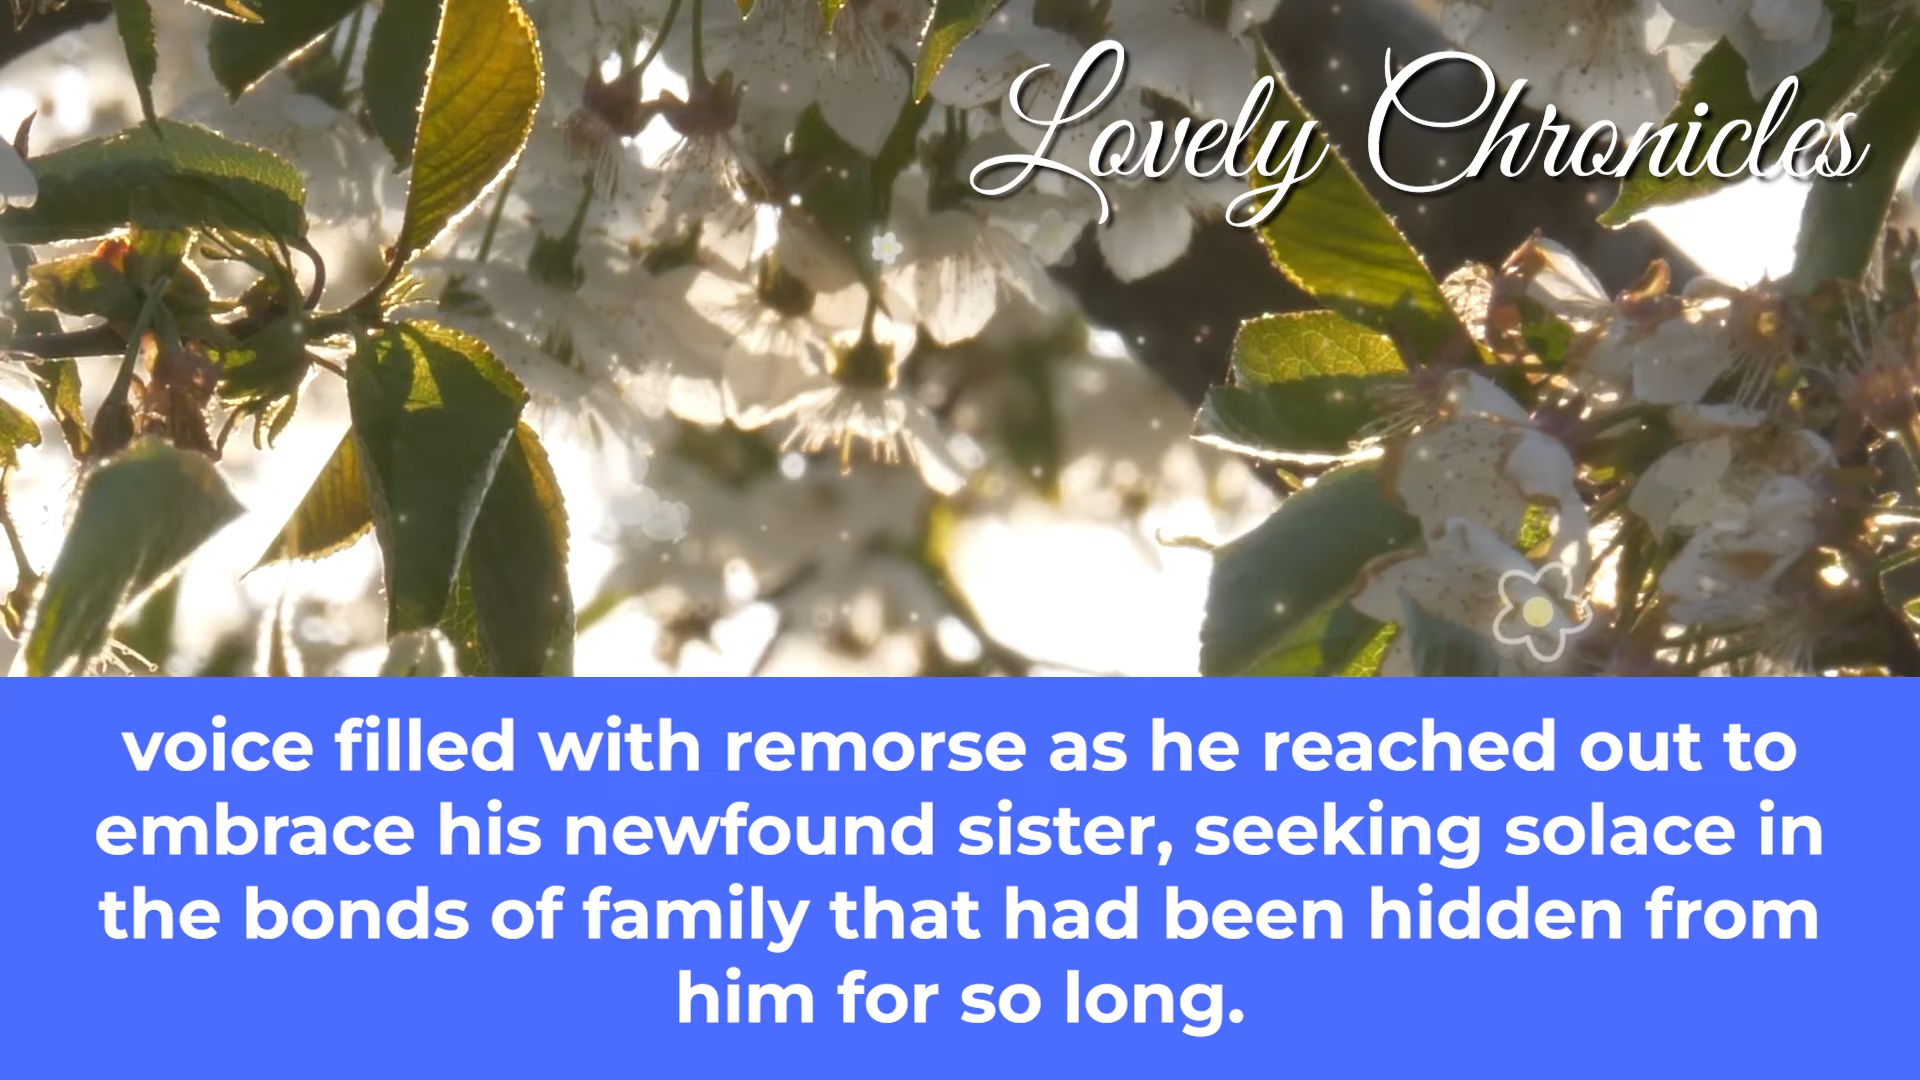 Lovely Chronicles
voice filled with remorse as he reached out to
embrace his newfound sister, seeking solace in
the bonds of family that had been hidden from
him for so long.